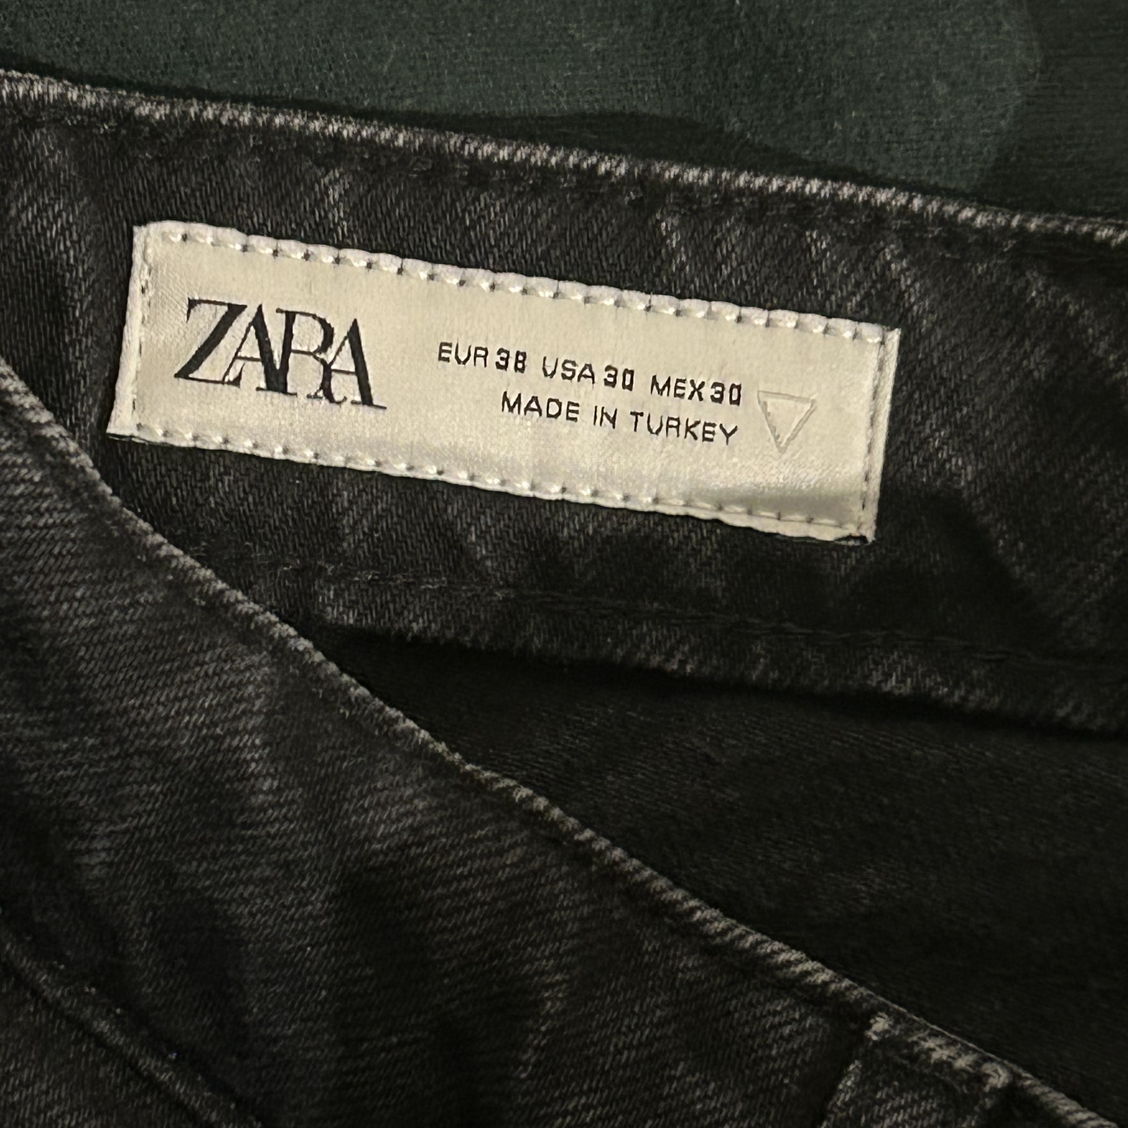 ZARA
EUR 38 USA 30 MEX 30
MADE IN TURKEY